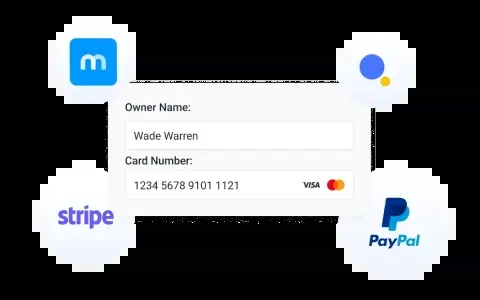 m
Owner Name:
Wade Warren
Card Number:
1234 5678 9101 1121 VISA
stripe
PayPal